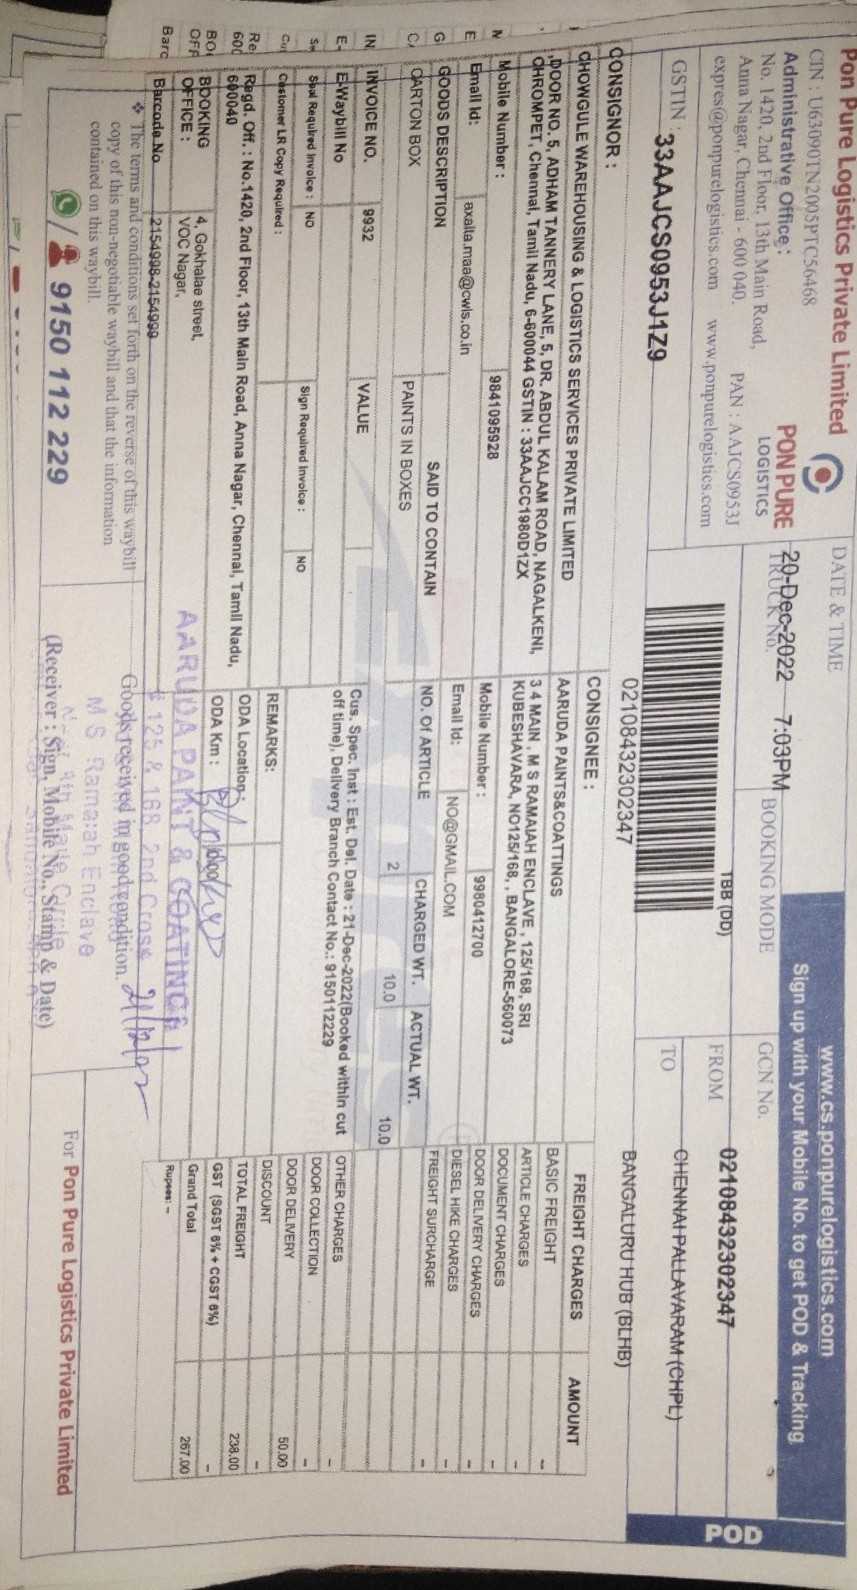 Pon Pure Logistics Private Limited
CIN : U63090TN2005PTC56468
Administrative Office :
No. 1420, 2nd Floor, 13th Main Road,
Anna Nagar, Chennai - 600 040. PAN : AAJCS0953J
expres@ponpurelogistics.com www.ponpurelogistics.com
GSTIN : 33AAJCS0953J1Z9
PON PURE
LOGISTICS
DATE & TIME
20-Dec-2022 7:03PM
TRUCK No.
BOOKING MODE
TBB (DD)
www.cs.ponpurelogistics.com
Sign up with your Mobile No. to get POD & Tracking
GCN No.
02108432302347
FROM
CHENNAI PALLAVARAM (CHPL)
TO
BANGALURU HUB (BLHB)
POD
02108432302347
CONSIGNOR :
CHOWGULE WAREHOUSING & LOGISTICS SERVICES PRIVATE LIMITED
,DOOR NO, 5, ADHAM TANNERY LANE, 5, DR. ABDUL KALAM ROAD, NAGALKENI,
CHROMPET, Chennai, Tamil Nadu, 6-600044 GSTIN : 33AAJCC1980D1ZX
Mobile Number : 9841095928
Email Id: axalta.maa@cwls.co.in
CONSIGNEE :
AARUDA PAINTS&COATTINGS
3 4 MAIN , M S RAMAIAH ENCLAVE , 125/168, SRI
KUBESHAVARA, NO125/168, , BANGALORE-560073
Mobile Number : 9980412700
Email Id: NO@GMAIL.COM
GOODS DESCRIPTION SAID TO CONTAIN NO. Of ARTICLE CHARGED WT. ACTUAL WT.
CARTON BOX PAINTS IN BOXES 2 10.0 10.0
INVOICE NO. 9932 VALUE
E-Waybill No
Seal Required Invoice : NO Sign Required Invoice : NO
Customer LR Copy Required :
Cus. Spec. Inst : Est. Del. Date : 21-Dec-2022(Booked within cut
off time), Delivery Branch Contact No.: 9150112229
Regd. Off. : No.1420, 2nd Floor, 13th Main Road, Anna Nagar, Chennai, Tamil Nadu,
600040
BOOKING OFFICE : 4, Gokhalae street,
VOC Nagar,
Barcode No 2154998-2154999
REMARKS:
ODA Location :
ODA Km :
FREIGHT CHARGES AMOUNT
BASIC FREIGHT -
ARTICLE CHARGES -
DOCUMENT CHARGES -
DOOR DELIVERY CHARGES -
DIESEL HIKE CHARGES -
FREIGHT SURCHARGE -
OTHER CHARGES -
DOOR COLLECTION -
DOOR DELIVERY 50.00
DISCOUNT -
TOTAL FREIGHT 238.00
GST (SGST 6% + CGST 6%) -
Grand Total 267.00
Rupees: -
❖ The terms and conditions set forth on the reverse of this waybill
copy of this non-negotiable waybill and that the information
contained on this waybill.
9150 112 229
AARUDA PAINT & COATINGS
# 125 & 168, 2nd Cross
M S Ramaiah Enclave
21/12/22
Goods received in good condition.
(Receiver : Sign, Mobile No., Stamp & Date)
For Pon Pure Logistics Private Limited